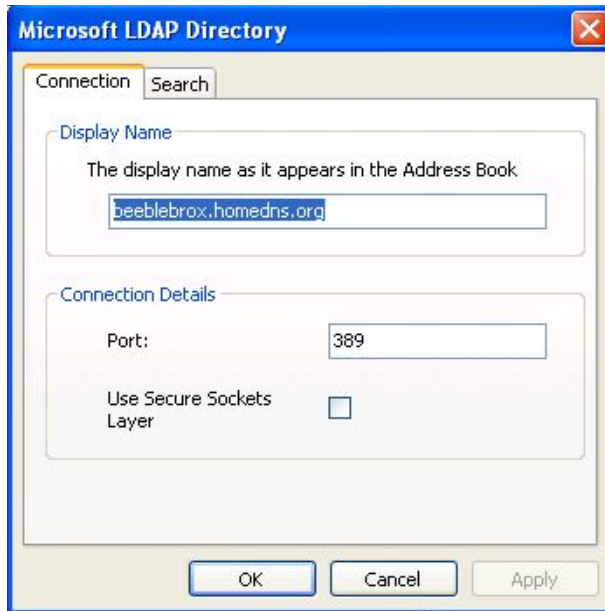 Microsoft LDAP Directory
Connection
Search
Display Name
The display name as it appears in the Address Book
beeblebrox.homedns.org
Connection Details
Port:
389
Use Secure Sockets
Layer
OK
Cancel
Apply